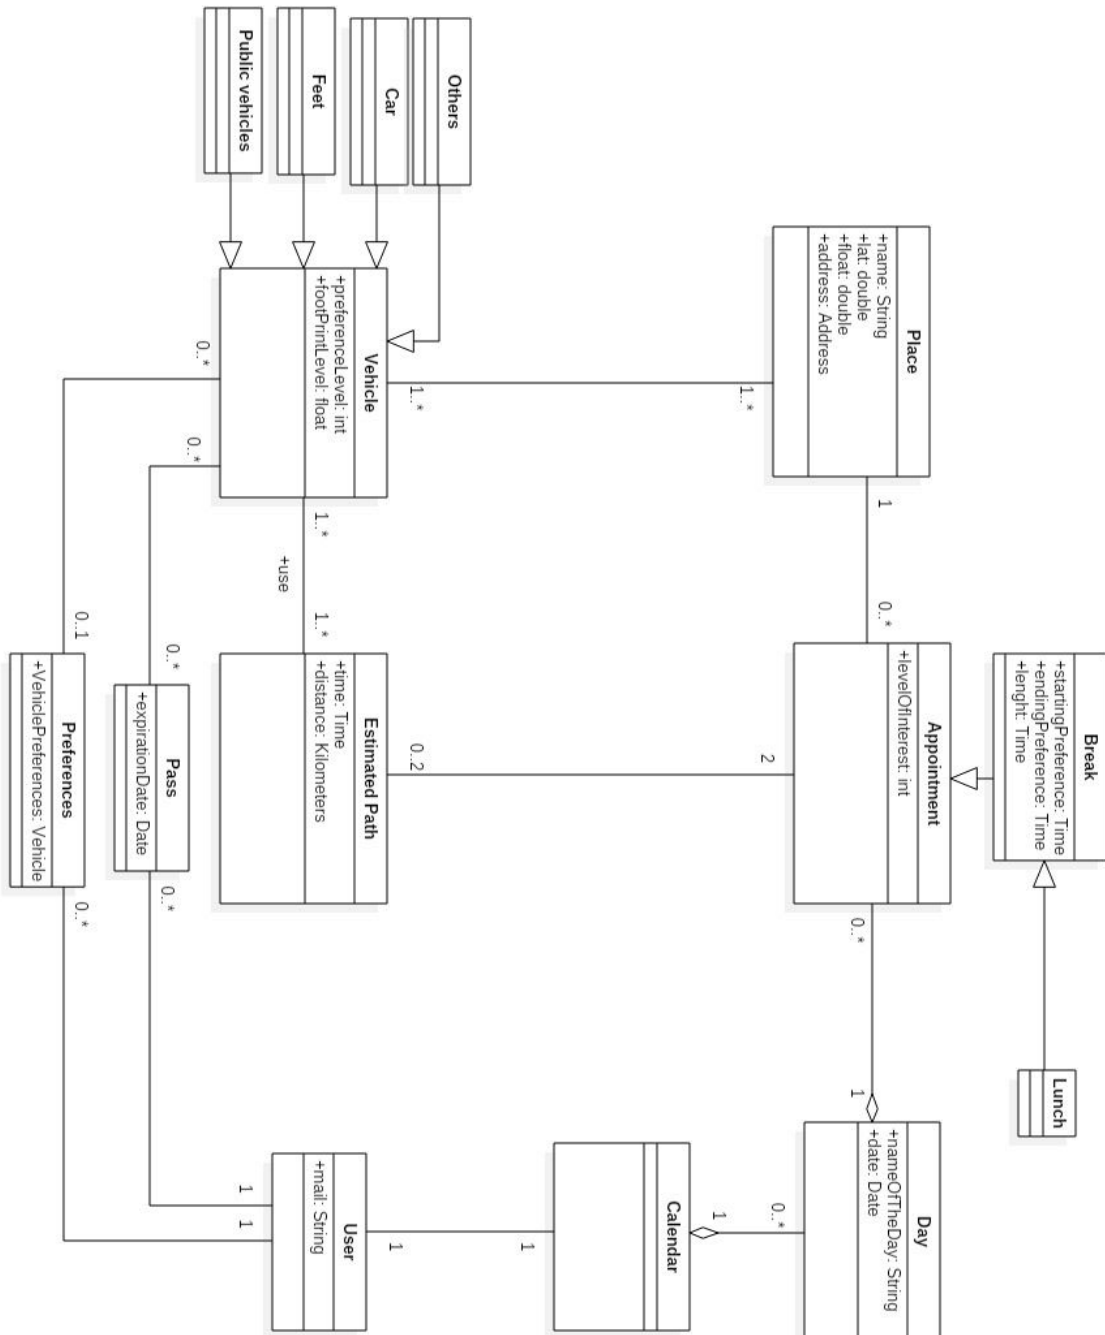 Break
+startingPreference: Time
+endingPreference: Time
+lenght: Time
Lunch
Place
+name: String
+lat: double
+float: double
+address: Address
1
0..*
Appointment
+levelOfInterest: int
0..*
1
Day
+nameOfTheDay: String
+date: Date
1..*
2
0..*
1
Others
Car
Feet
Public vehicles
1..*
Vehicle
+preferenceLevel: int
+footPrintLevel: float
1..*
+use
1..*
0..2
Estimated Path
+time: Time
+distance: Kilometers
Calendar
1
1
User
+mail: String
0..*
0..*
0..*
0..*
1
1
Pass
+expirationDate: Date
0..1
0..*
Preferences
+VehiclePreferences: Vehicle